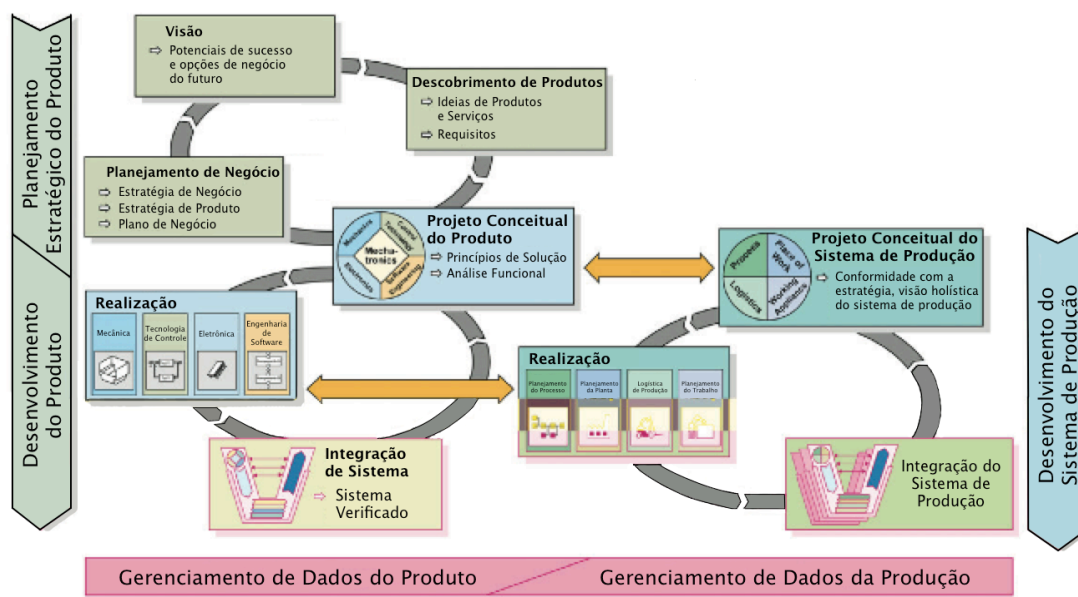 Planejamento
Estratégico do Produto
Visão
Potenciais de sucesso
e opções de negócio
do futuro
Descobrimento de Produtos
Ideias de Produtos
e Serviços
Requisitos
Planejamento de Negócio
Estratégia de Negócio
Estratégia de Produto
Plano de Negócio
Projeto Conceitual
do Produto
Princípios de Solução
Análise Funcional
Mechanics
Control
Technology
Mecha-
tronics
Electronics
Software
Engineering
Projeto Conceitual do
Sistema de Produção
Conformidade com a
estratégia, visão holística
do sistema de produção
Process
Place of
Work
Logistics
Working
Appliance
Desenvolvimento
do Produto
Realização
Mecânica
Tecnologia
de Controle
Eletrônica
Engenharia
de
Software
Realização
Planejamento
do Processo
Planejamento
da Planta
Logística
de Produção
Planejamento
do Trabalho
Integração
de Sistema
Sistema
Verificado
Integração do
Sistema de
Produção
Desenvolvimento do
Sistema de Produção
Gerenciamento de Dados do Produto
Gerenciamento de Dados da Produção